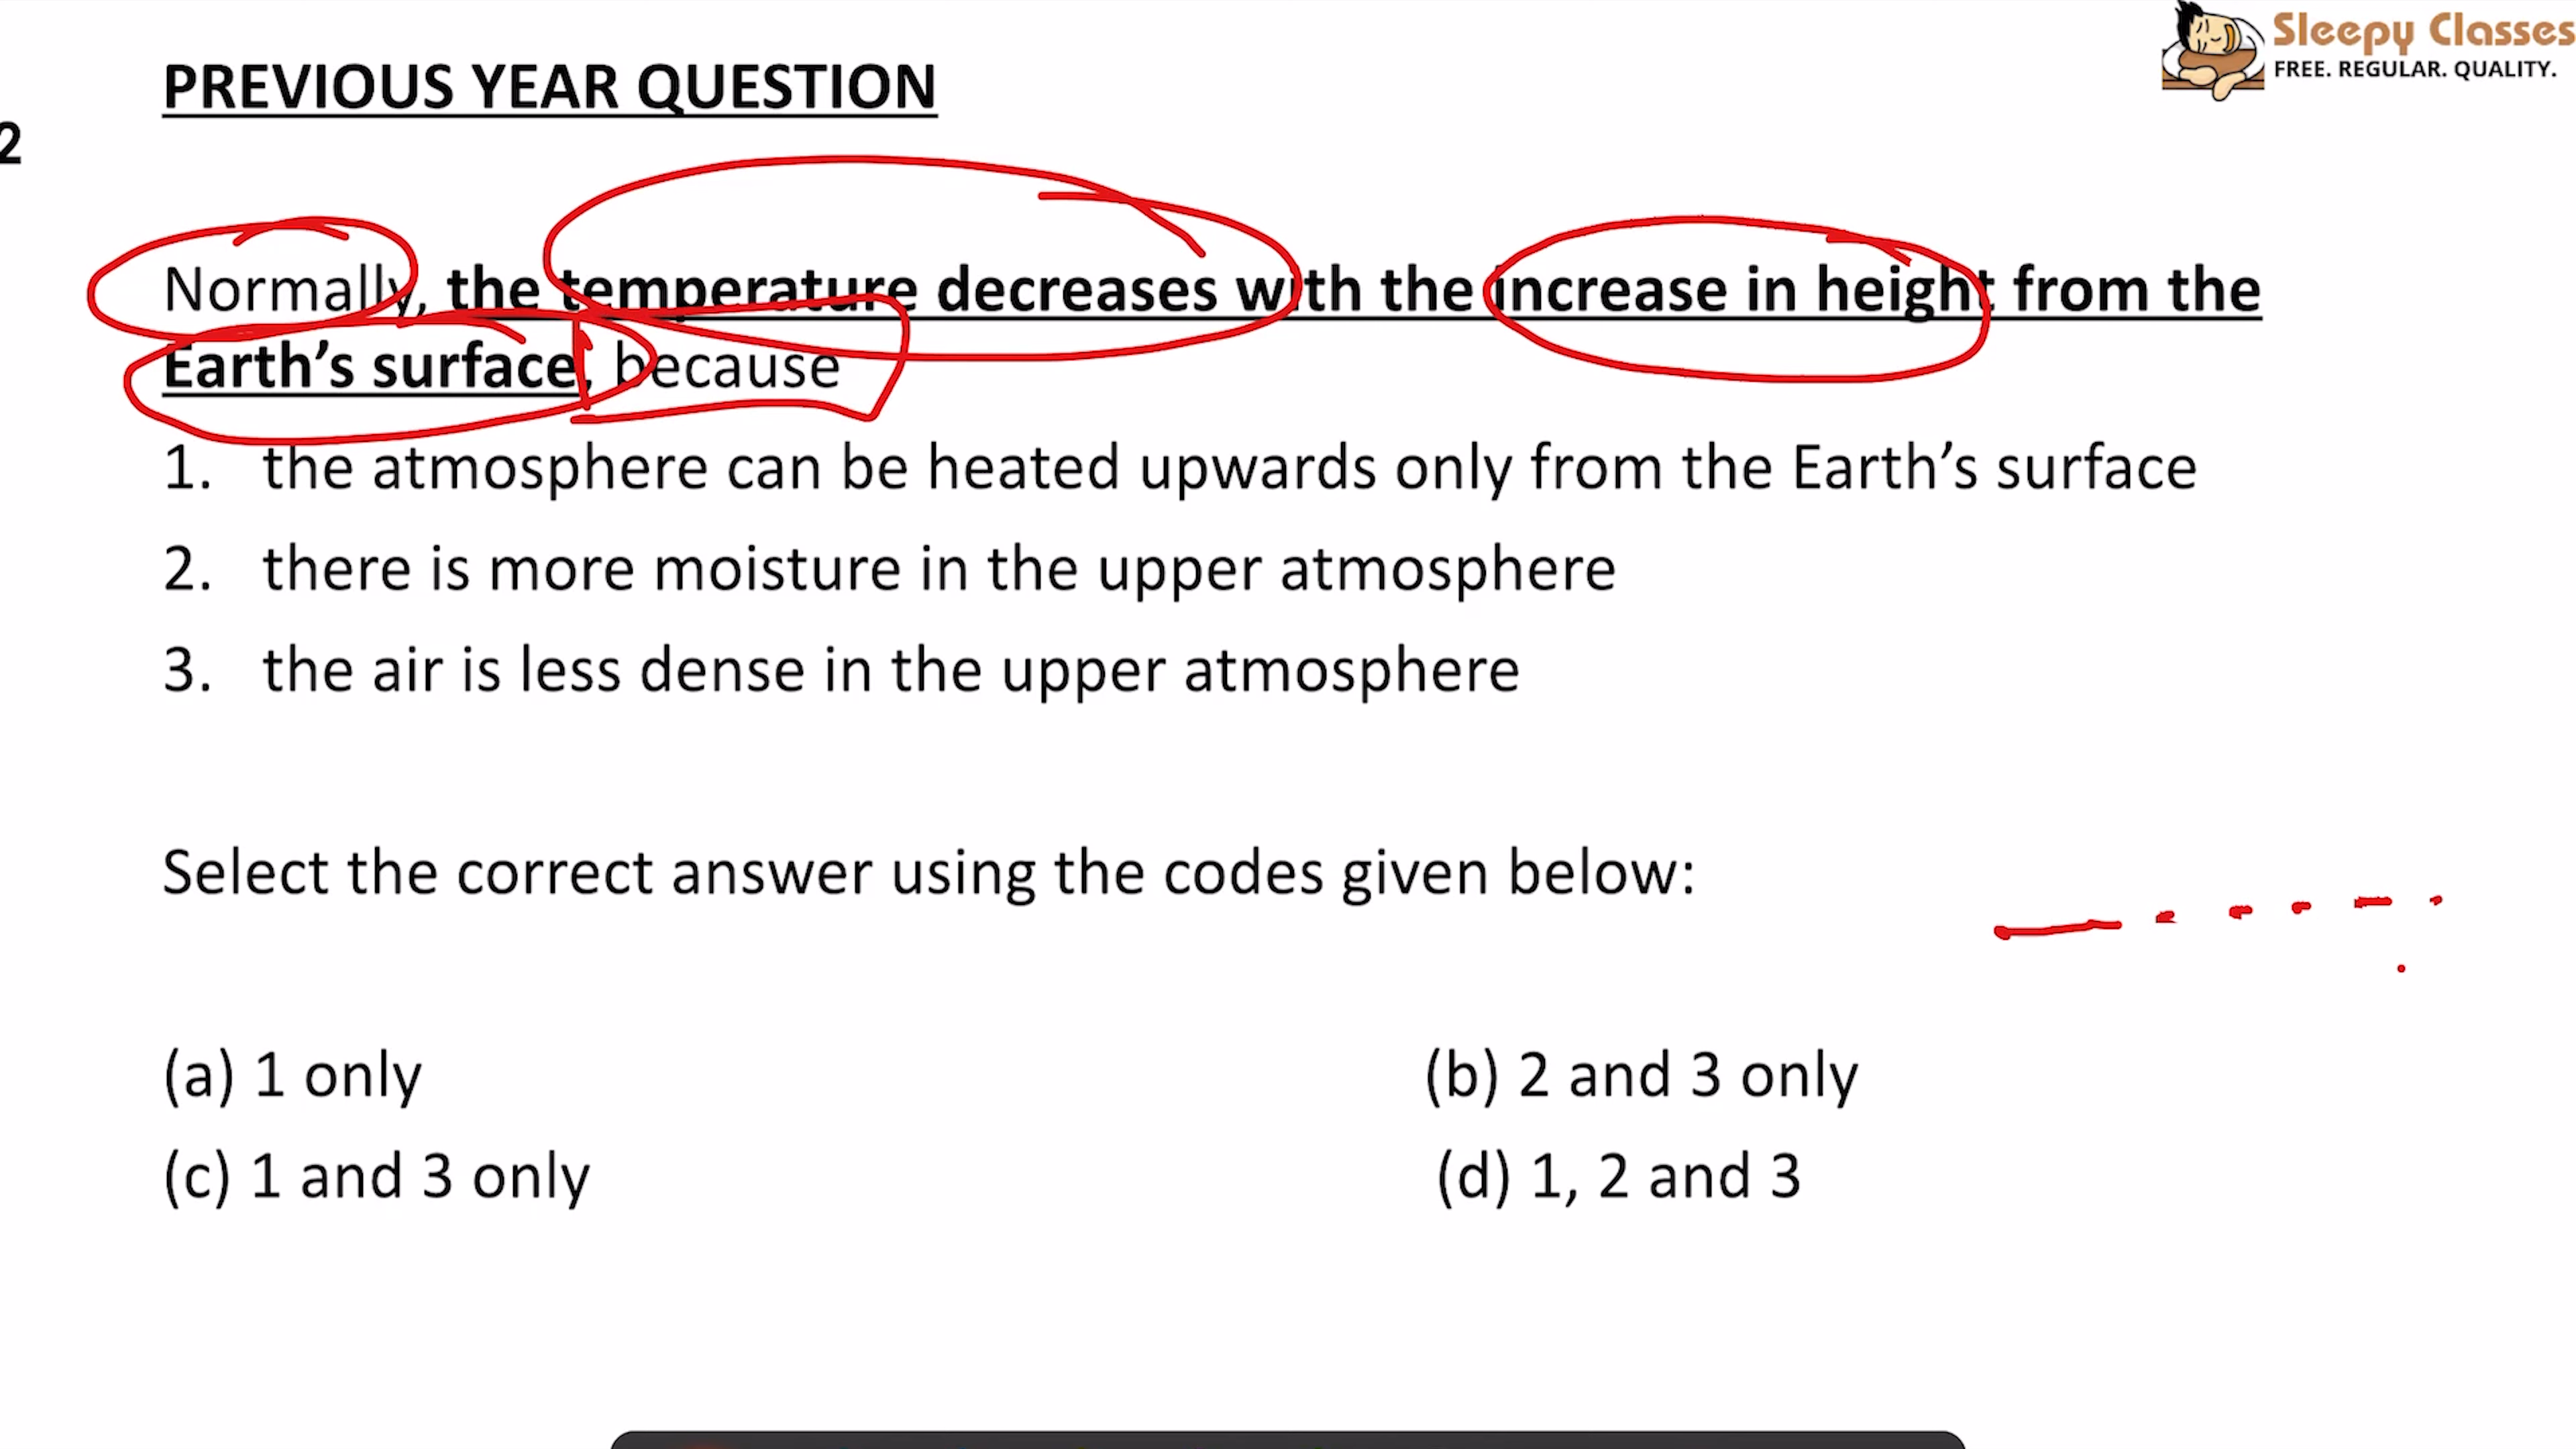 Sleepy Classes
FREE. REGULAR. QUALITY.
PREVIOUS YEAR QUESTION
2
Normally, the temperature decreases with the increase in height from the
Earth’s surface, because
1. the atmosphere can be heated upwards only from the Earth’s surface
2. there is more moisture in the upper atmosphere
3. the air is less dense in the upper atmosphere
Select the correct answer using the codes given below:
(a) 1 only (b) 2 and 3 only
(c) 1 and 3 only (d) 1, 2 and 3